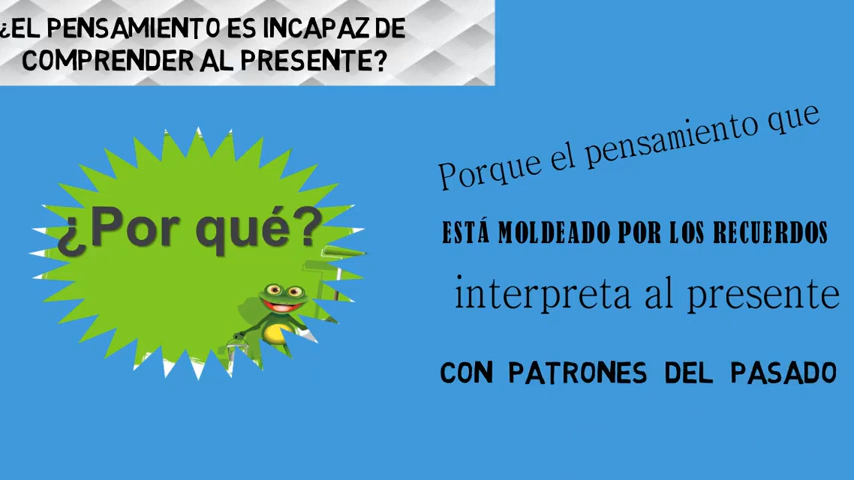 ¿EL PENSAMIENTO ES INCAPAZ DE
COMPRENDER AL PRESENTE?
¿Por qué?
Porque el pensamiento que
ESTÁ MOLDEADO POR LOS RECUERDOS
interpreta al presente
CON PATRONES DEL PASADO